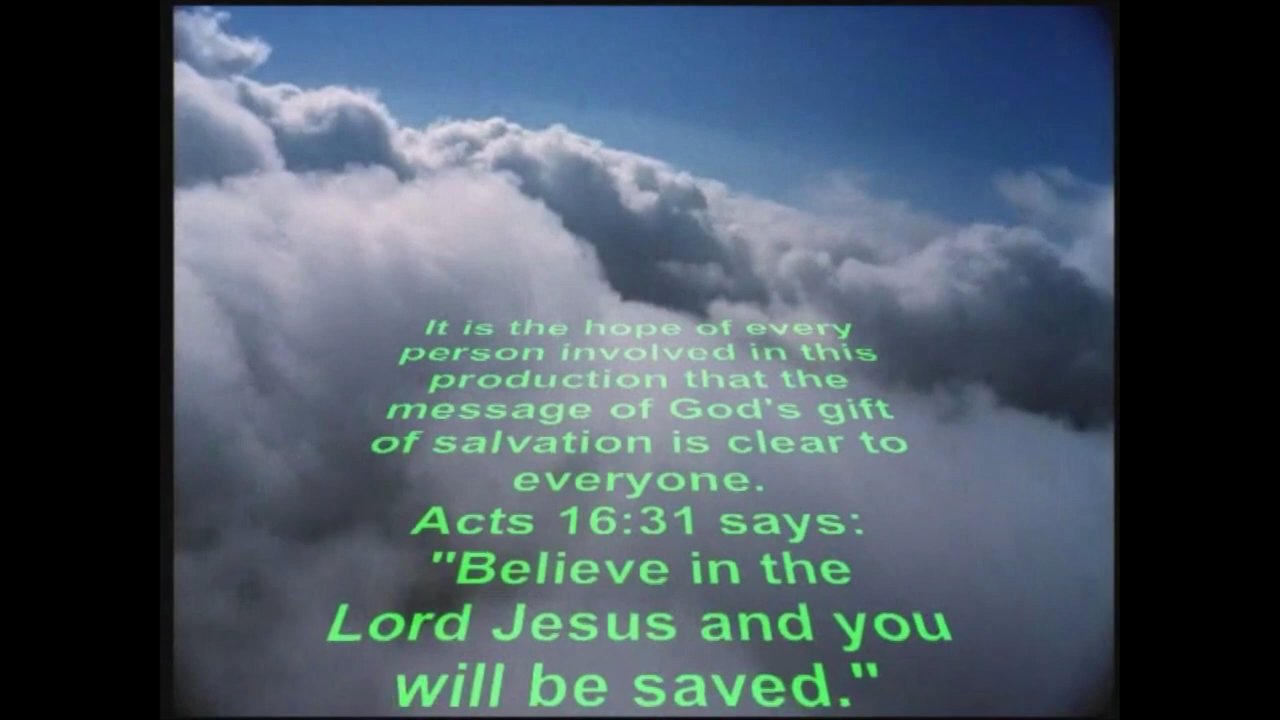 It is the hope of every
person involved in this
production that the
message of God's gift
of salvation is clear to
everyone.
Acts 16:31 says:
"Believe in the
Lord Jesus and you
will be saved."